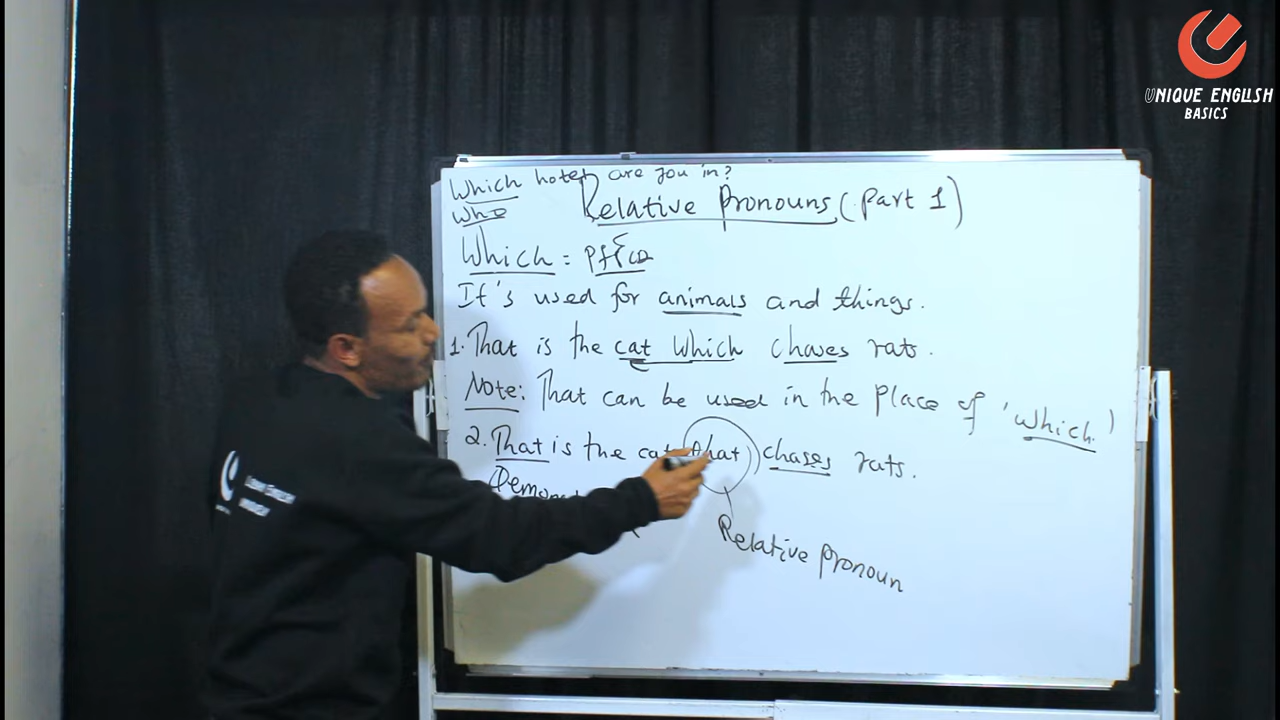 UNIQUE ENGLISH
BASICS
Which hotel are you in?
Who
Relative Pronouns (part 1)
Which =
It's used for animals and things.
1. That is the cat which chases rats.
Note: That can be used in the place of 'which'
2. That is the cat that chases rats.
Relative pronoun